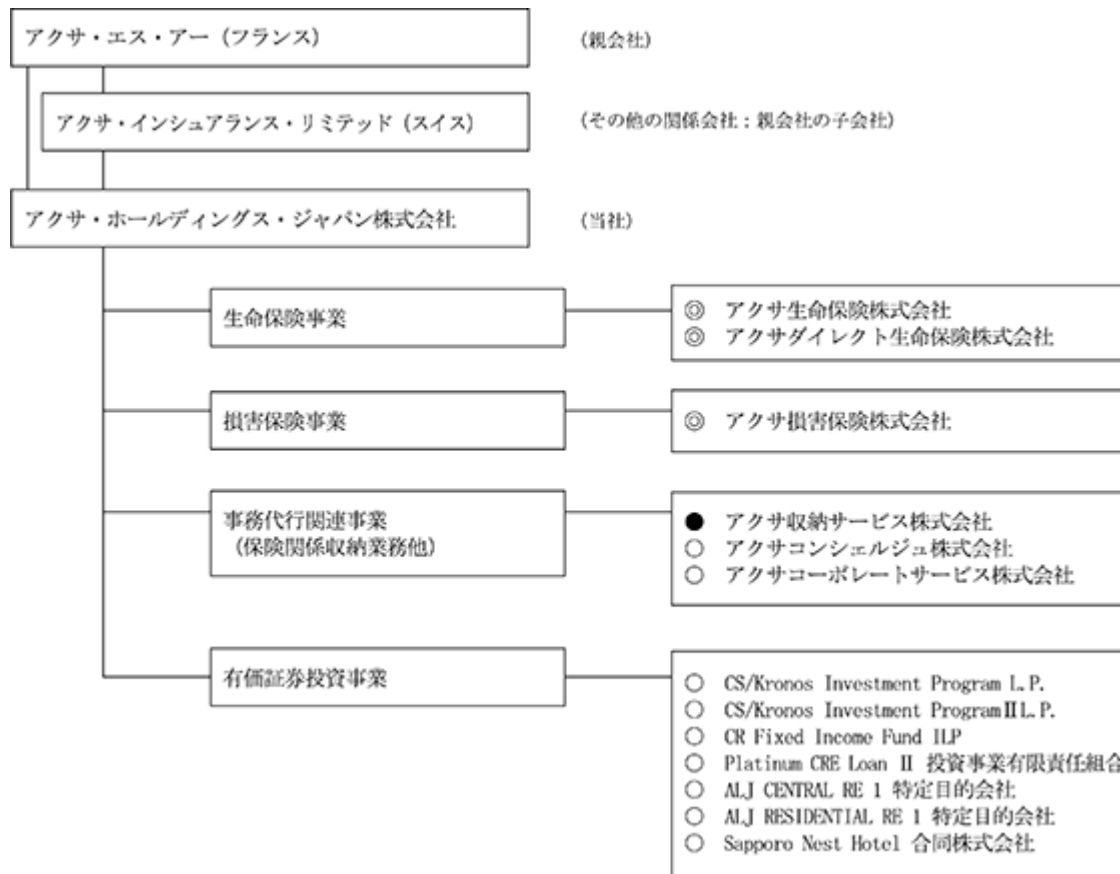 アクサ・エス・アー（フランス）
（親会社）
アクサ・インシュアランス・リミテッド（スイス）
（その他の関係会社：親会社の子会社）
アクサ・ホールディングス・ジャパン株式会社
（当社）
生命保険事業
◎ アクサ生命保険株式会社
◎ アクサダイレクト生命保険株式会社
損害保険事業
◎ アクサ損害保険株式会社
事務代行関連事業
（保険関係収納業務他）
● アクサ収納サービス株式会社
○ アクサコンシェルジュ株式会社
○ アクサコーポレートサービス株式会社
有価証券投資事業
○ CS/Kronos Investment Program L.P.
○ CS/Kronos Investment ProgramⅡL.P.
○ CR Fixed Income Fund ILP
○ Platinum CRE Loan Ⅱ 投資事業有限責任組合
○ ALJ CENTRAL RE 1 特定目的会社
○ ALJ RESIDENTIAL RE 1 特定目的会社
○ Sapporo Nest Hotel 合同株式会社